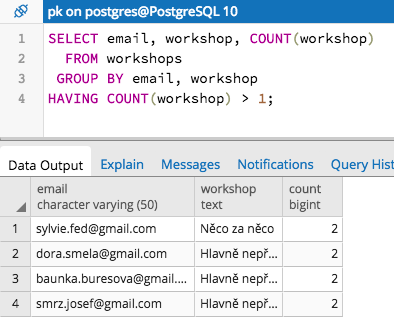 pk on postgres@PostgreSQL 10
1 SELECT email, workshop, COUNT(workshop)
2 FROM workshops
3 GROUP BY email, workshop
4 HAVING COUNT(workshop) > 1;
Data Output Explain Messages Notifications Query Hist
email workshop count
character varying (50) text bigint
1 sylvie.fed@gmail.com Něco za něco 2
2 dora.smela@gmail.com Hlavně nepř... 2
3 baunka.buresova@gmail.... Hlavně nepř... 2
4 smrz.josef@gmail.com Hlavně nepř... 2